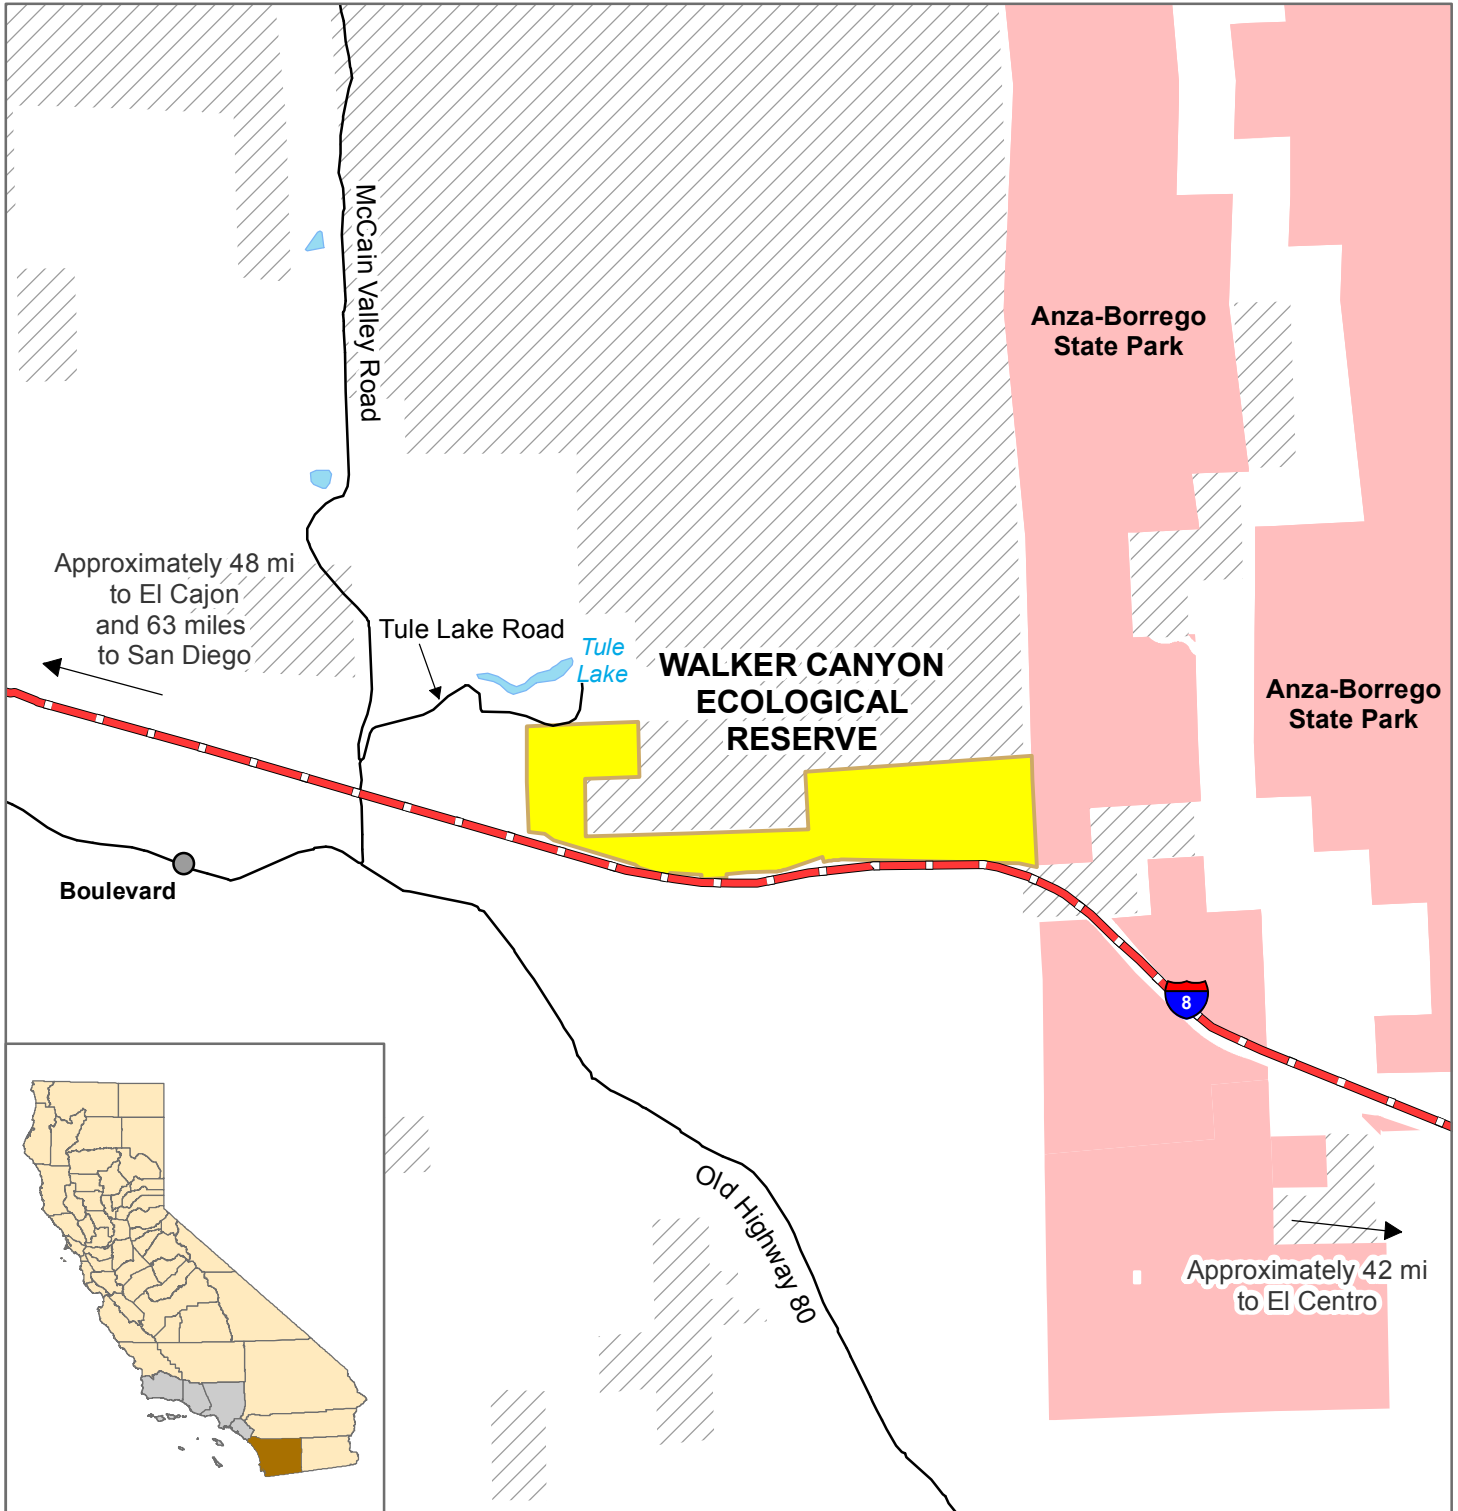 McCain Valley Road
Anza-Borrego
State Park
Approximately 48 mi
to El Cajon
and 63 miles
to San Diego
Tule Lake Road
Tule
Lake
WALKER CANYON
ECOLOGICAL
RESERVE
Anza-Borrego
State Park
Boulevard
8
Old Highway 80
Approximately 42 mi
to El Centro